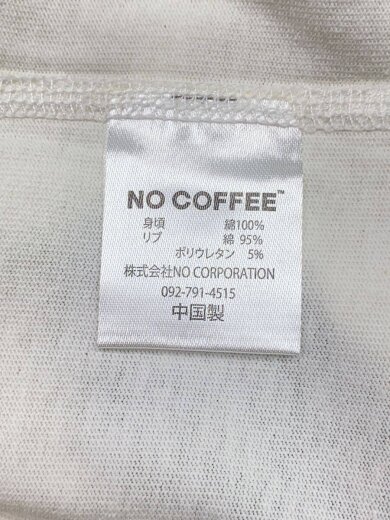 NO COFFEE™
身頃 綿100%
リブ 綿 95%
ポリウレタン 5%
株式会社NO CORPORATION
092-791-4515
中国製